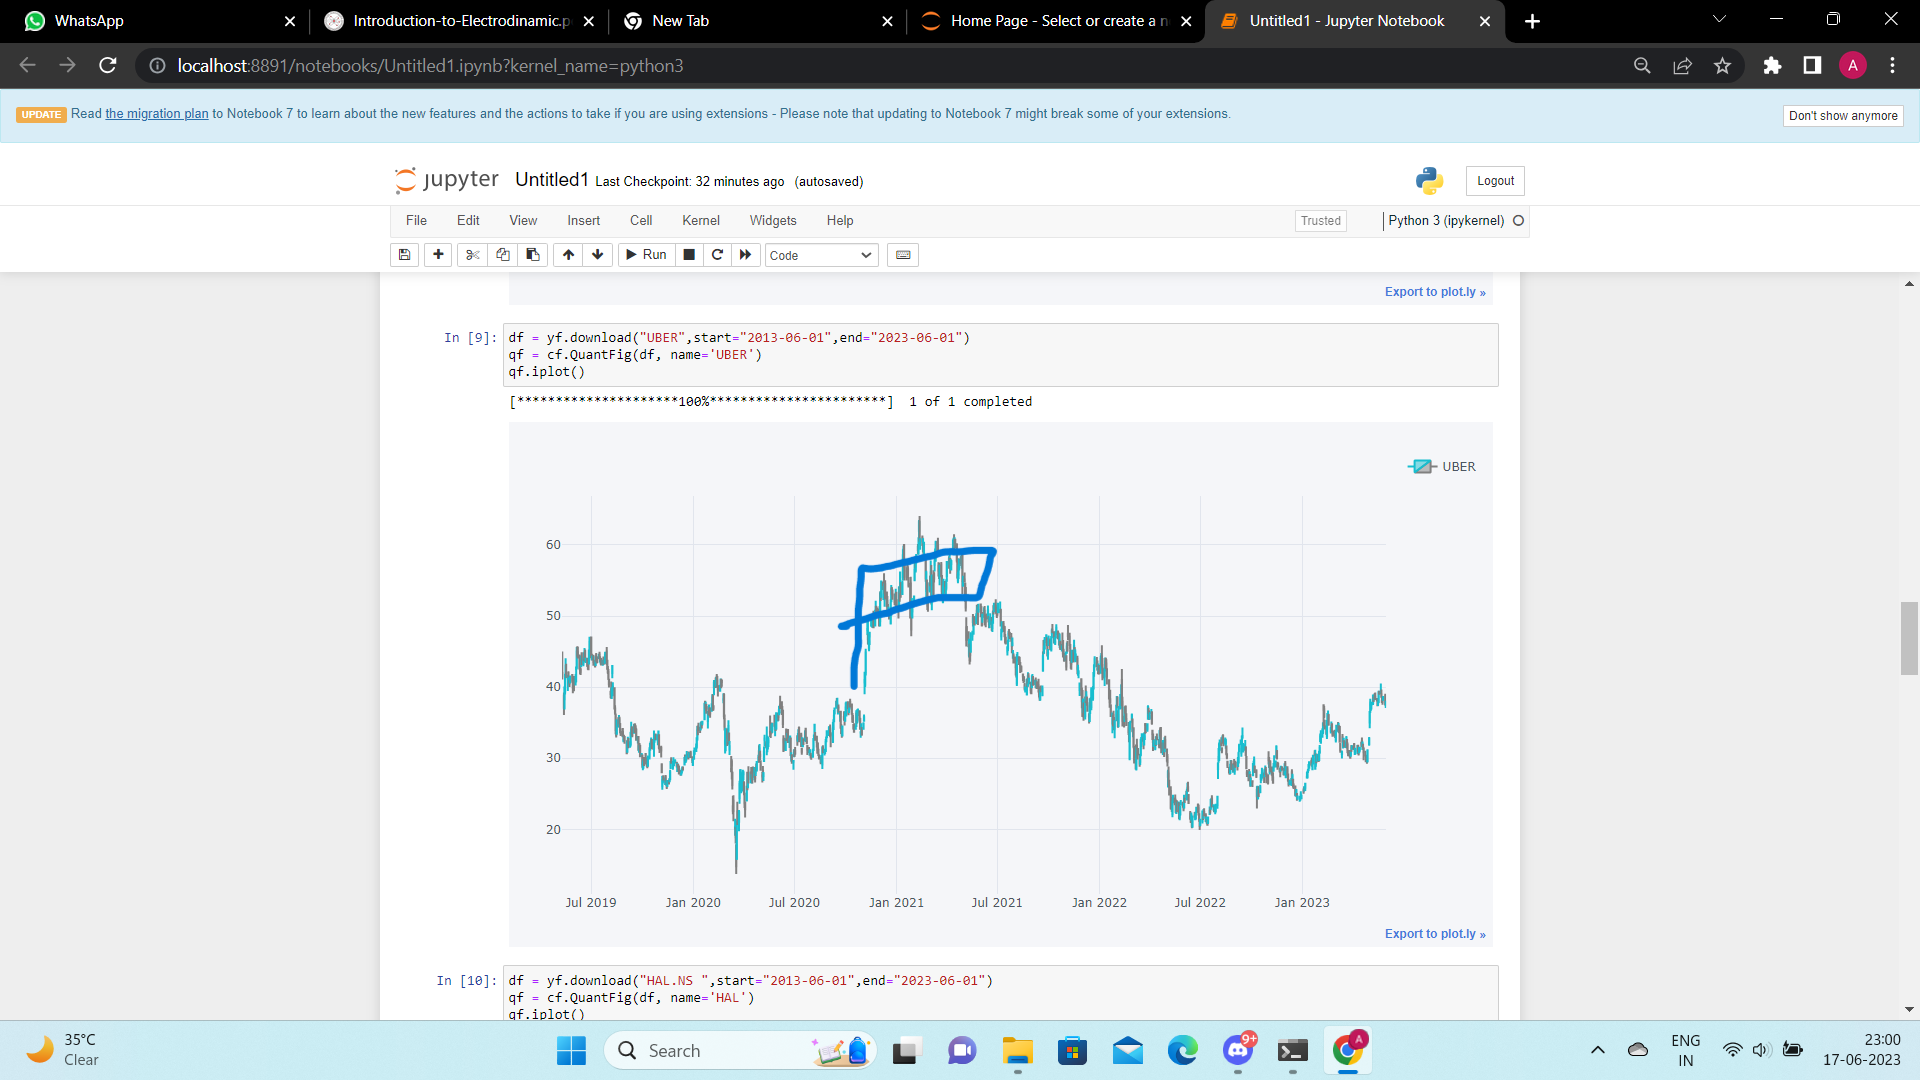 WhatsApp
Introduction-to-Electrodinamic.p
New Tab
Home Page - Select or create a n
Untitled1 - Jupyter Notebook
localhost:8891/notebooks/Untitled1.ipynb?kernel_name=python3
A
UPDATE Read the migration plan to Notebook 7 to learn about the new features and the actions to take if you are using extensions - Please note that updating to Notebook 7 might break some of your extensions.
Don't show anymore
jupyter Untitled1 Last Checkpoint: 32 minutes ago (autosaved)
Logout
File Edit View Insert Cell Kernel Widgets Help
Trusted
Python 3 (ipykernel)
Run
Code
Export to plot.ly »
In [9]: df = yf.download("UBER",start="2013-06-01",end="2023-06-01")
qf = cf.QuantFig(df, name='UBER')
qf.iplot()
[*********************100%***********************] 1 of 1 completed
UBER
60
50
40
30
20
Jul 2019 Jan 2020 Jul 2020 Jan 2021 Jul 2021 Jan 2022 Jul 2022 Jan 2023
Export to plot.ly »
In [10]: df = yf.download("HAL.NS ",start="2013-06-01",end="2023-06-01")
qf = cf.QuantFig(df, name='HAL')
qf.iplot()
35°C
Clear
Search
9+
A
ENG
IN
23:00
17-06-2023